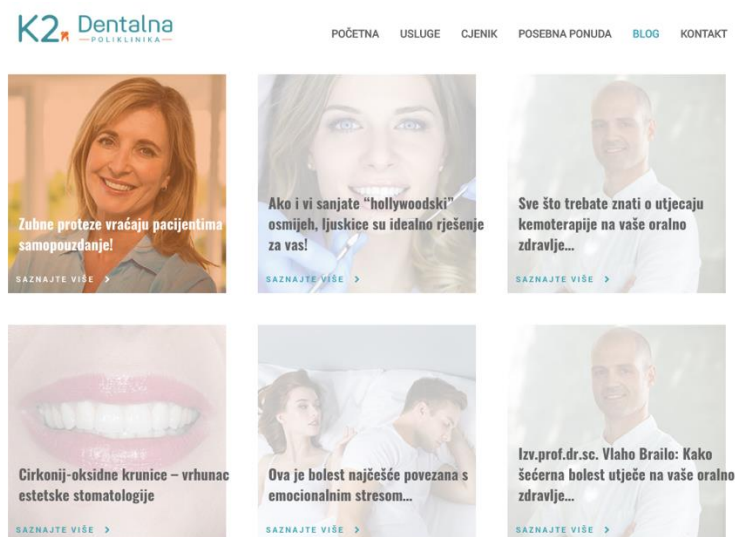 K2. Dentalna
POLIKLINIKA
POČETNA USLUGE CJENIK POSEBNA PONUDA BLOG KONTAKT
Zubne proteze vraćaju pacijentima
samopouzdanje!
SAZNAJTE VIŠE
Ako i vi sanjate “hollywoodski”
osmijeh, ljuskice su idealno rješenje
za vas!
SAZNAJTE VIŠE
Sve što trebate znati o utjecaju
kemoterapije na vaše oralno
zdravlje...
SAZNAJTE VIŠE
Cirkonij-oksidne krunice – vrhunac
estetske stomatologije
SAZNAJTE VIŠE
Ova je bolest najčešće povezana s
emocionalnim stresom...
SAZNAJTE VIŠE
Izv.prof.dr.sc. Vlaho Brailo: Kako
šećerna bolest utječe na vaše oralno
zdravlje...
SAZNAJTE VIŠE